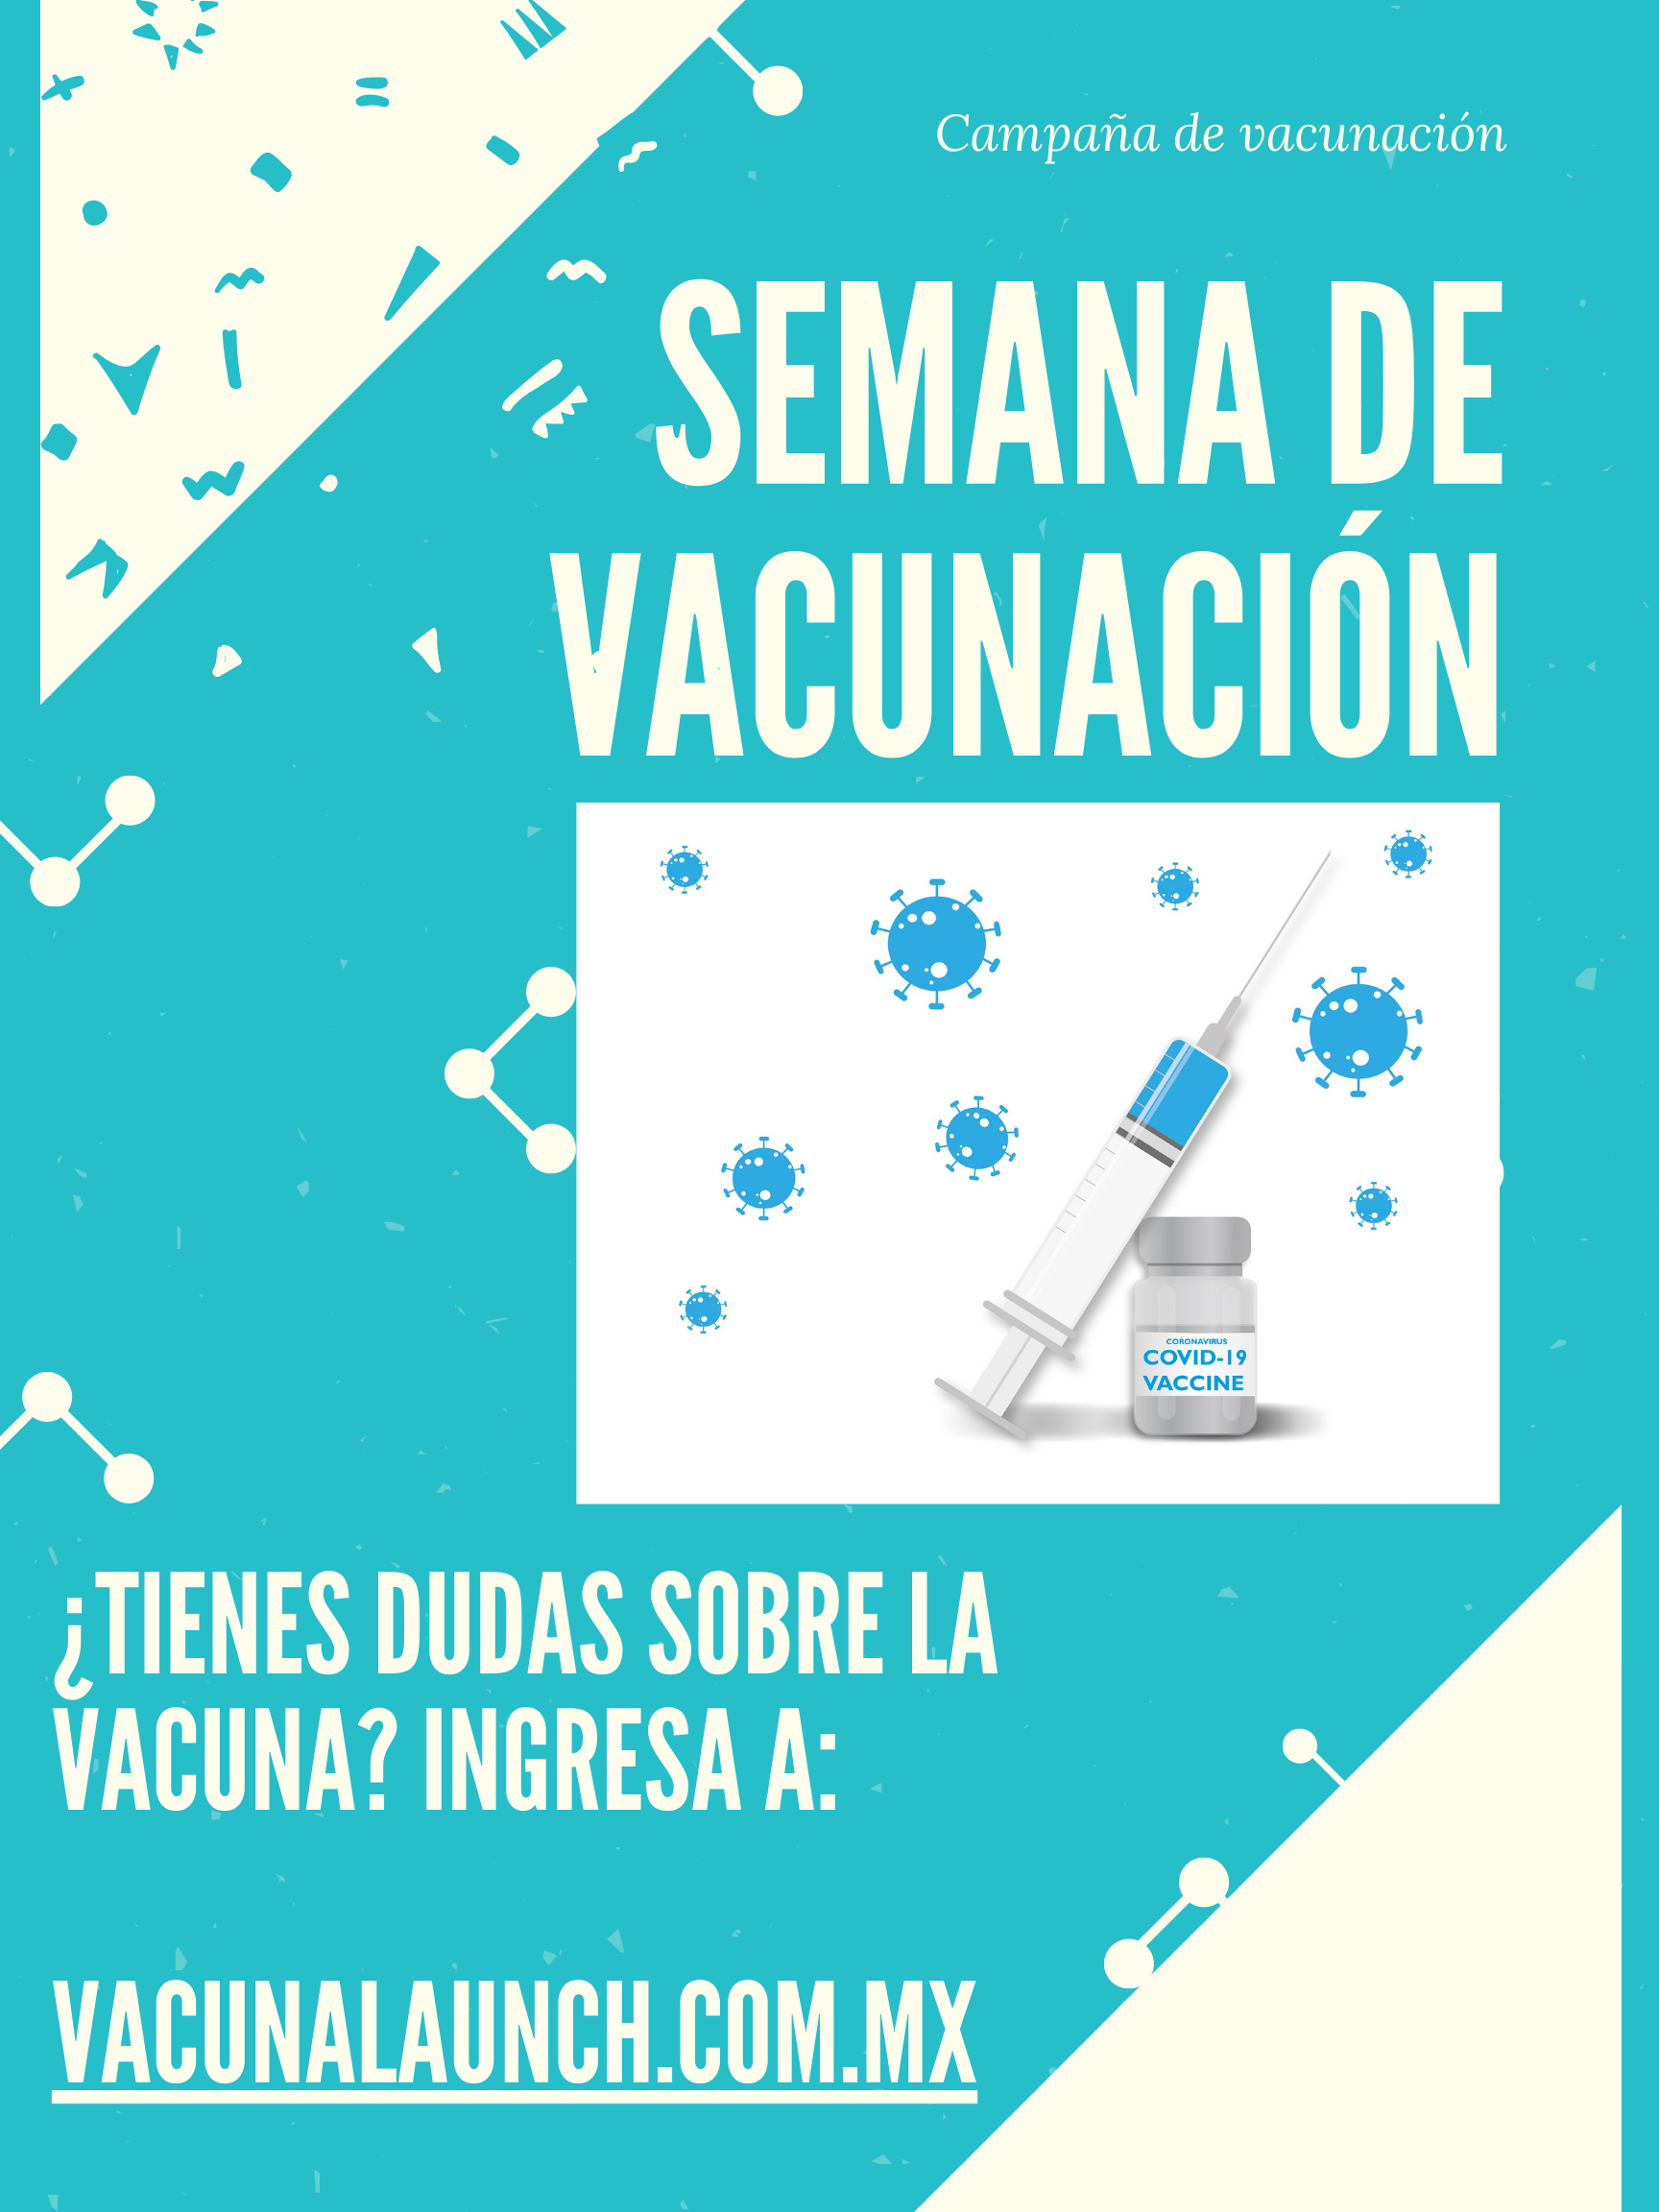 Campaña de vacunación
SEMANA DE
VACUNACIÓN
CORONAVIRUS
COVID-19
VACCINE
¿TIENES DUDAS SOBRE LA
VACUNA? INGRESA A:
VACUNALAUNCH.COM.MX